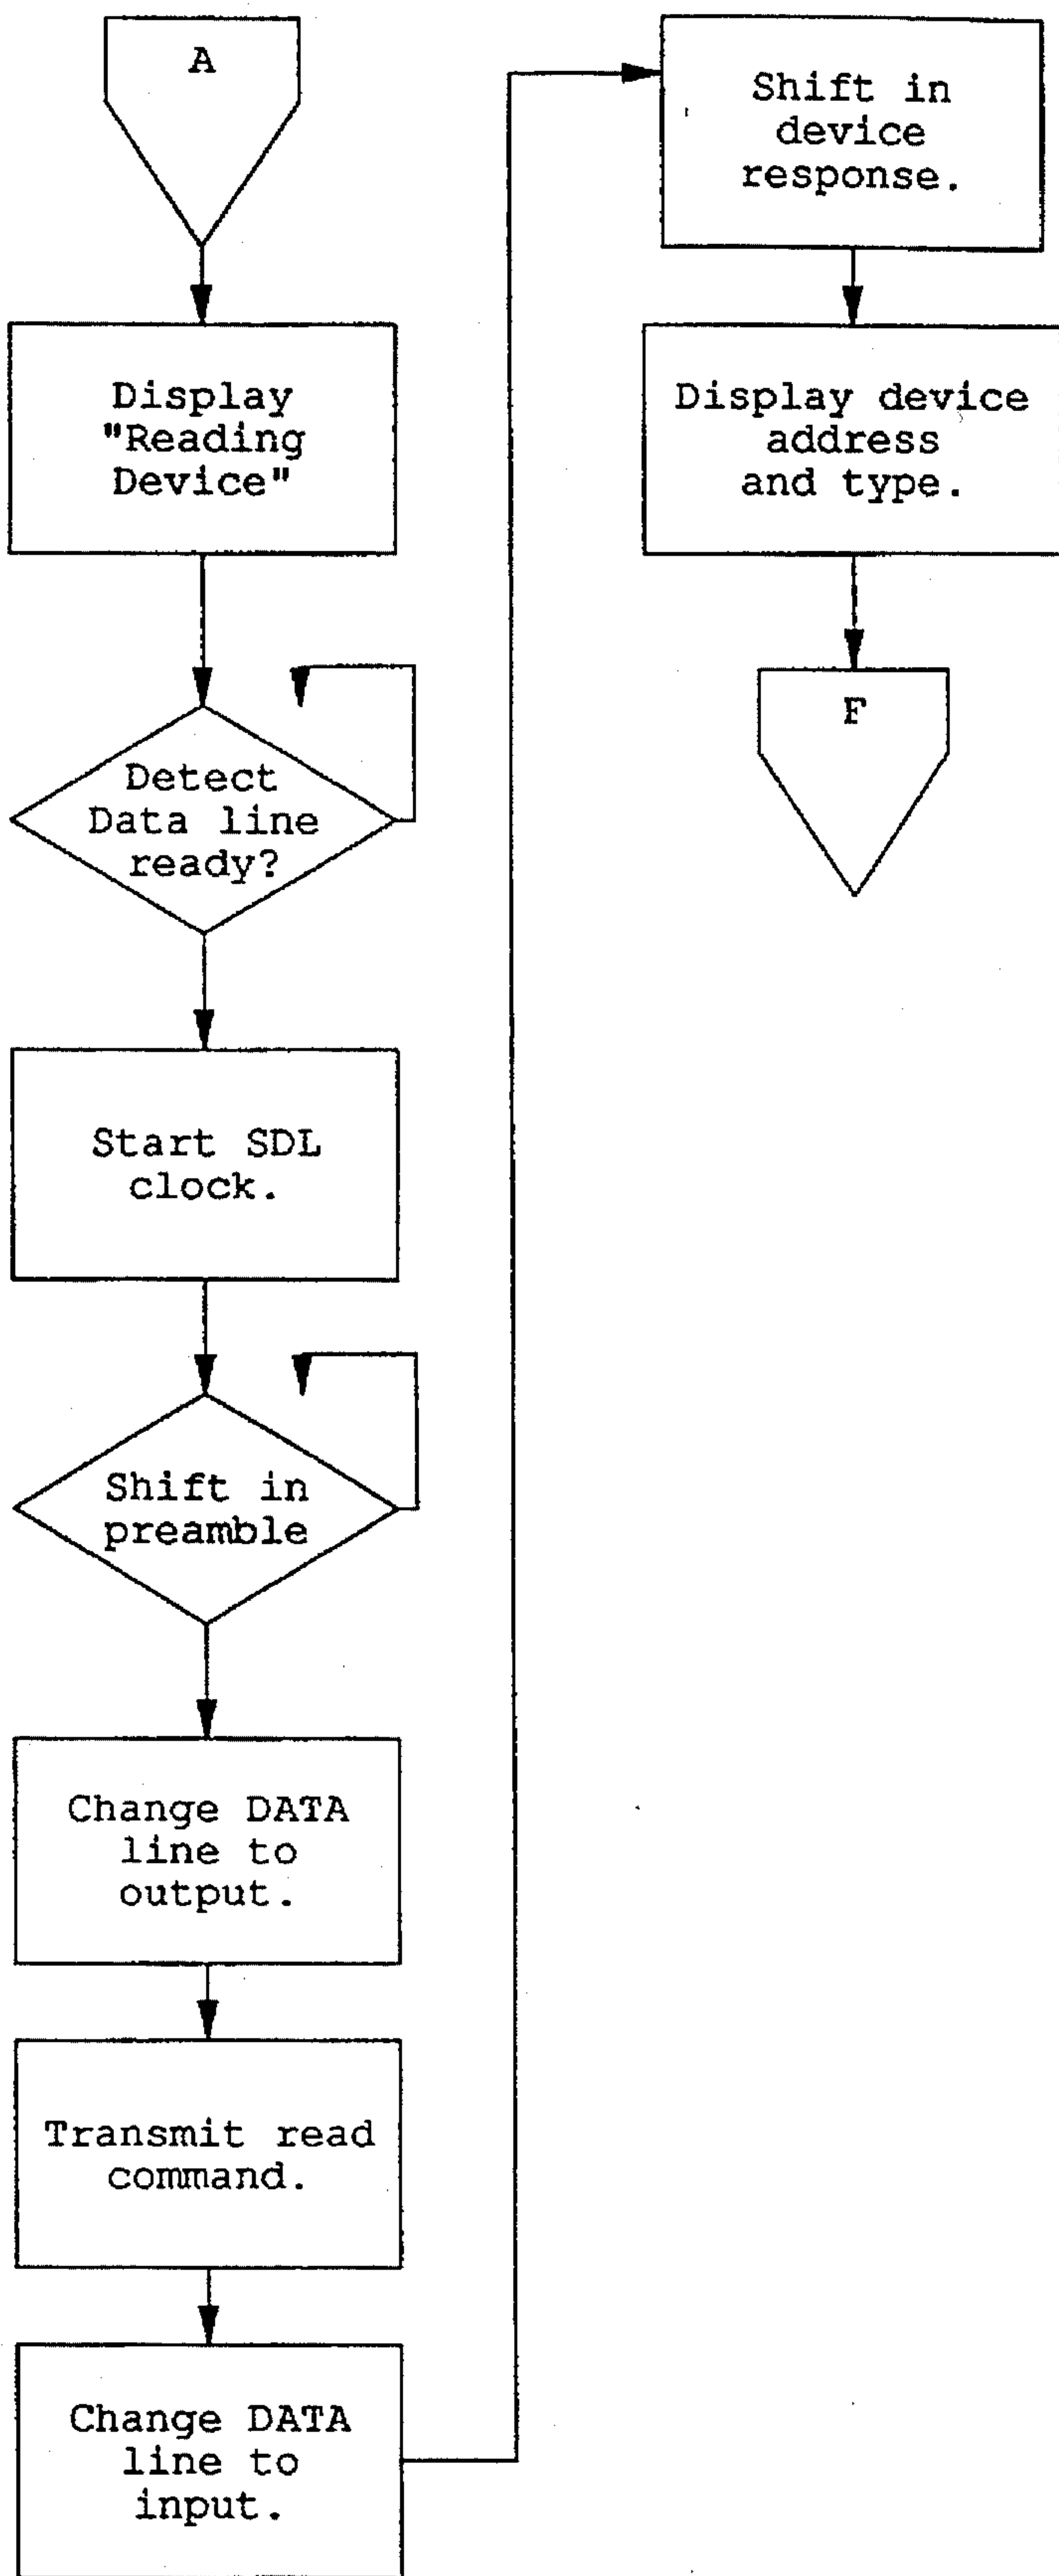 A
Display
"Reading
Device"
Detect
Data line
ready?
Start SDL
clock.
Shift in
preamble
Change DATA
line to
output.
Transmit read
command.
Change DATA
line to
input.
Shift in
device
response.
Display device
address
and type.
F